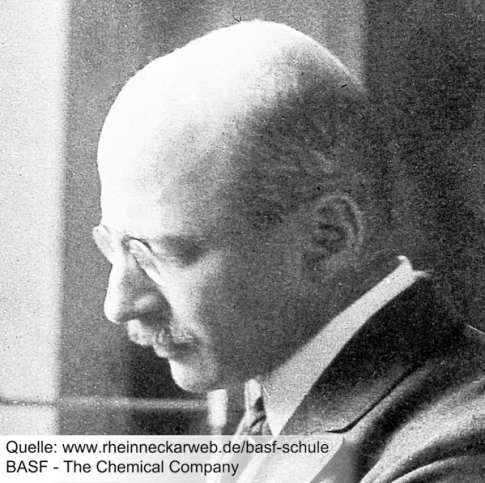 Quelle: www.rheinneckarweb.de/basf-schule
BASF - The Chemical Company